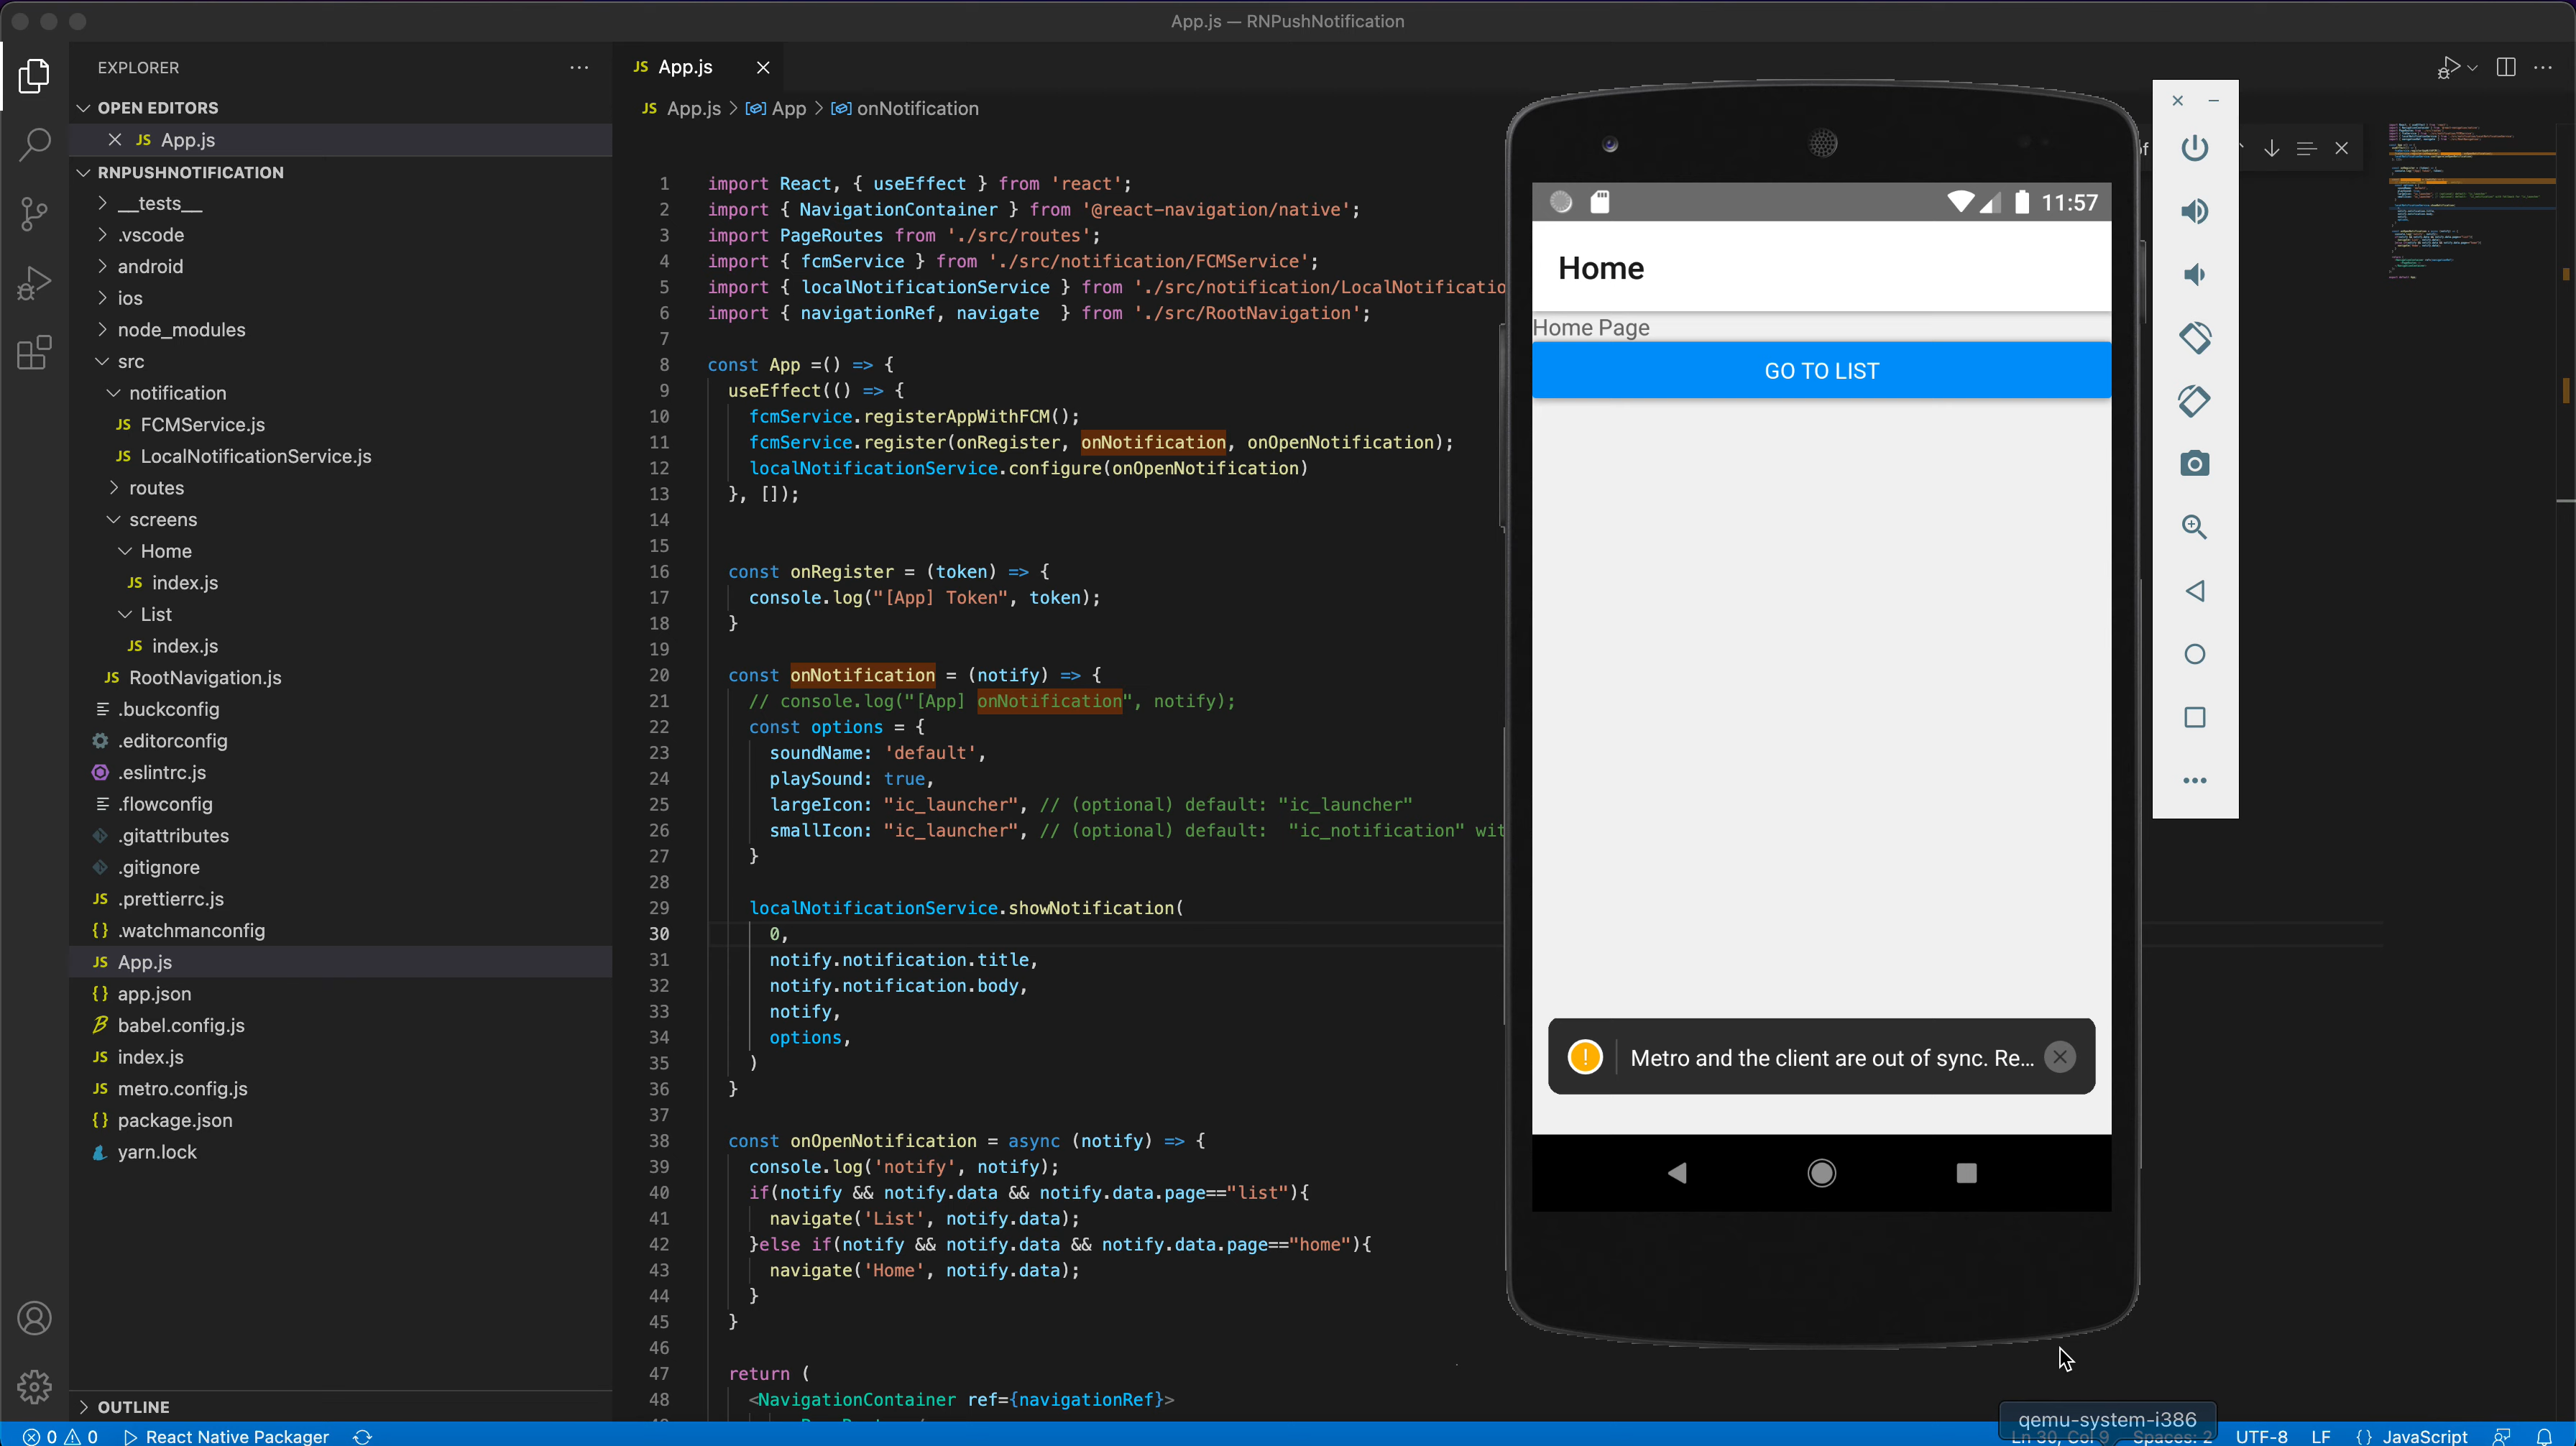 App.js — RNPushNotification
EXPLORER
OPEN EDITORS
JS App.js
RNPUSHNOTIFICATION
__tests__
.vscode
android
ios
node_modules
src
notification
JS FCMService.js
JS LocalNotificationService.js
routes
screens
Home
JS index.js
List
JS index.js
JS RootNavigation.js
.buckconfig
.editorconfig
.eslintrc.js
.flowconfig
.gitattributes
.gitignore
JS .prettierrc.js
{} .watchmanconfig
JS App.js
{} app.json
babel.config.js
JS index.js
JS metro.config.js
{} package.json
yarn.lock
OUTLINE
JS App.js
JS App.js > App > onNotification
1 import React, { useEffect } from 'react';
2 import { NavigationContainer } from '@react-navigation/native';
3 import PageRoutes from './src/routes';
4 import { fcmService } from './src/notification/FCMService';
5 import { localNotificationService } from './src/notification/LocalNotificatio
6 import { navigationRef, navigate  } from './src/RootNavigation';
7
8 const App =() => {
9 useEffect(() => {
10 fcmService.registerAppWithFCM();
11 fcmService.register(onRegister, onNotification, onOpenNotification);
12 localNotificationService.configure(onOpenNotification)
13 }, []);
14
15
16 const onRegister = (token) => {
17 console.log("[App] Token", token);
18 }
19
20 const onNotification = (notify) => {
21 // console.log("[App] onNotification", notify);
22 const options = {
23 soundName: 'default',
24 playSound: true,
25 largeIcon: "ic_launcher", // (optional) default: "ic_launcher"
26 smallIcon: "ic_launcher", // (optional) default:  "ic_notification" wit
27 }
28
29 localNotificationService.showNotification(
30 0,
31 notify.notification.title,
32 notify.notification.body,
33 notify,
34 options,
35 )
36 }
37
38 const onOpenNotification = async (notify) => {
39 console.log('notify', notify);
40 if(notify && notify.data && notify.data.page=="list"){
41 navigate('List', notify.data);
42 }else if(notify && notify.data && notify.data.page=="home"){
43 navigate('Home', notify.data);
44 }
45 }
46
47 return (
48 <NavigationContainer ref={navigationRef}>
11:57
Home
Home Page
GO TO LIST
! Metro and the client are out of sync. Re...
of
qemu-system-i386
0 0 React Native Packager
Ln 30, Col 9 Spaces: 2 UTF-8 LF {} JavaScript